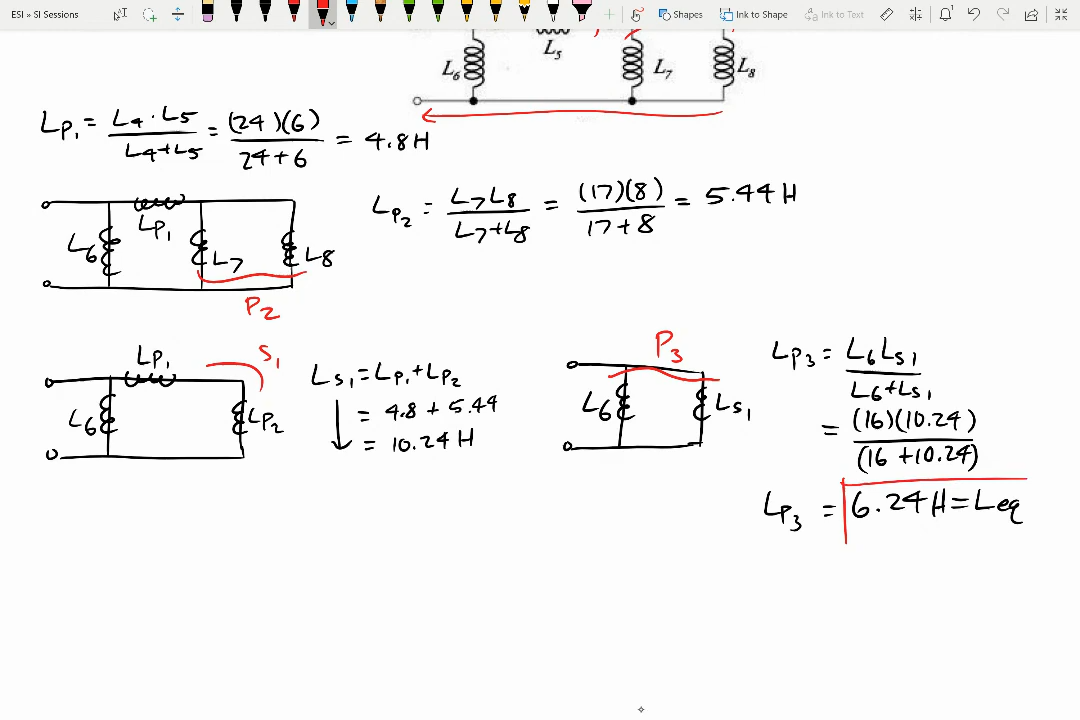 ESI » SI Sessions
Shapes
Ink to Shape
Ink to Text
L₅
L₆
L₇
L₈
Lp₁ = L₄ · L₅ / L₄+L₅ = (24)(6) / 24+6 = 4.8H
Lp₂ = L₇L₈ / L₇+L₈ = (17)(8) / 17+8 = 5.44H
L₆
Lp₁
L₇
L₈
P₂
Lp₁
S₁
L₆
Lp₂
Ls₁ = Lp₁+Lp₂
= 4.8 + 5.44
= 10.24 H
P₃
L₆
Ls₁
Lp₃ = L₆Ls₁ / L₆+Ls₁
= (16)(10.24) / (16 +10.24)
Lp₃ = 6.24H=Leq